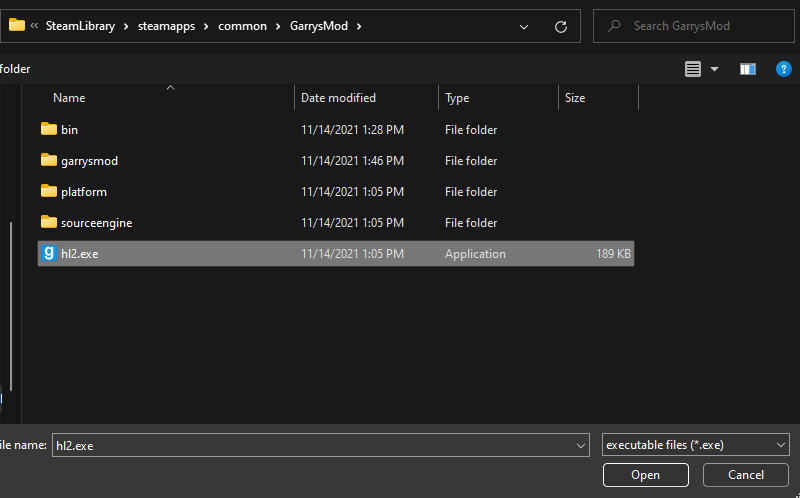 « SteamLibrary > steamapps > common > GarrysMod > Search GarrysMod
folder
Name Date modified Type Size
bin 11/14/2021 1:28 PM File folder
garrysmod 11/14/2021 1:46 PM File folder
platform 11/14/2021 1:05 PM File folder
sourceengine 11/14/2021 1:05 PM File folder
g hl2.exe 11/14/2021 1:05 PM Application 189 KB
ile name: hl2.exe executable files (*.exe)
Open Cancel